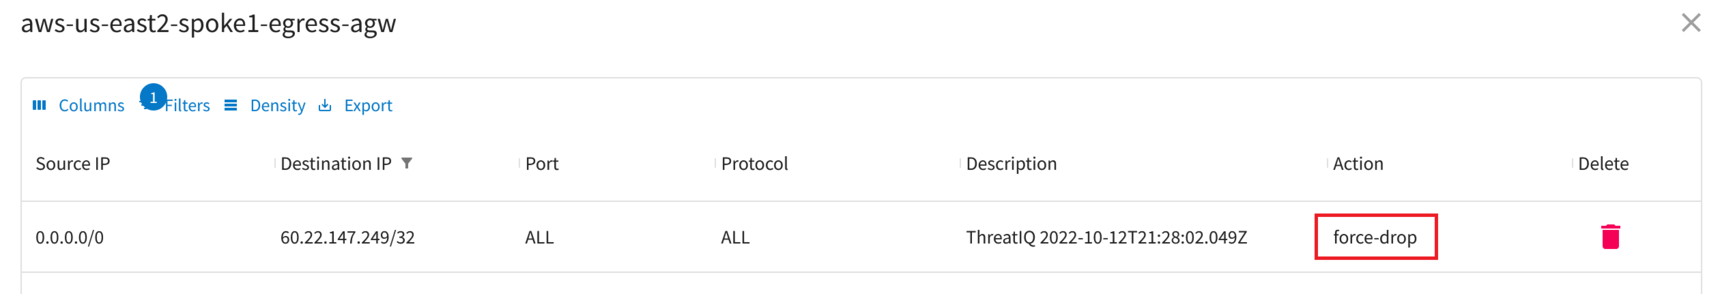 aws-us-east2-spoke1-egress-agw
Columns 1 Filters Density Export
Source IP Destination IP Port Protocol Description Action Delete
0.0.0.0/0 60.22.147.249/32 ALL ALL ThreatIQ 2022-10-12T21:28:02.049Z force-drop